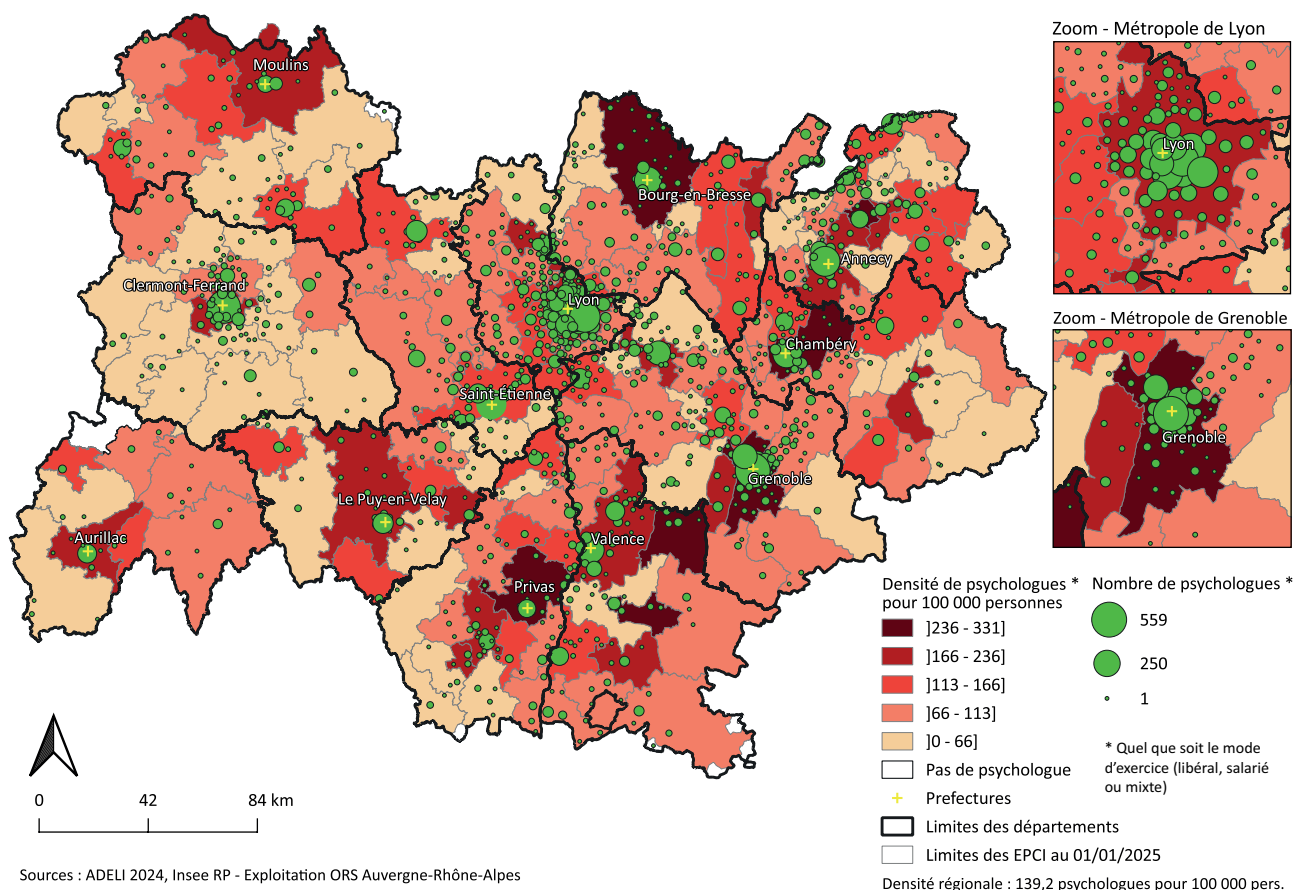 Zoom - Métropole de Lyon
Lyon
Zoom - Métropole de Grenoble
Grenoble
Moulins
Bourg-en-Bresse
Annecy
Clermont-Ferrand
Lyon
Chambéry
Saint-Étienne
Grenoble
Le Puy-en-Velay
Aurillac
Valence
Privas
Densité de psychologues *
pour 100 000 personnes
]236 - 331]
]166 - 236]
]113 - 166]
]66 - 113]
]0 - 66]
Pas de psychologue
Prefectures
Limites des départements
Limites des EPCI au 01/01/2025
Densité régionale : 139,2 psychologues pour 100 000 pers.
Nombre de psychologues *
559
250
1
* Quel que soit le mode
d'exercice (libéral, salarié
ou mixte)
0 42 84 km
Sources : ADELI 2024, Insee RP - Exploitation ORS Auvergne-Rhône-Alpes